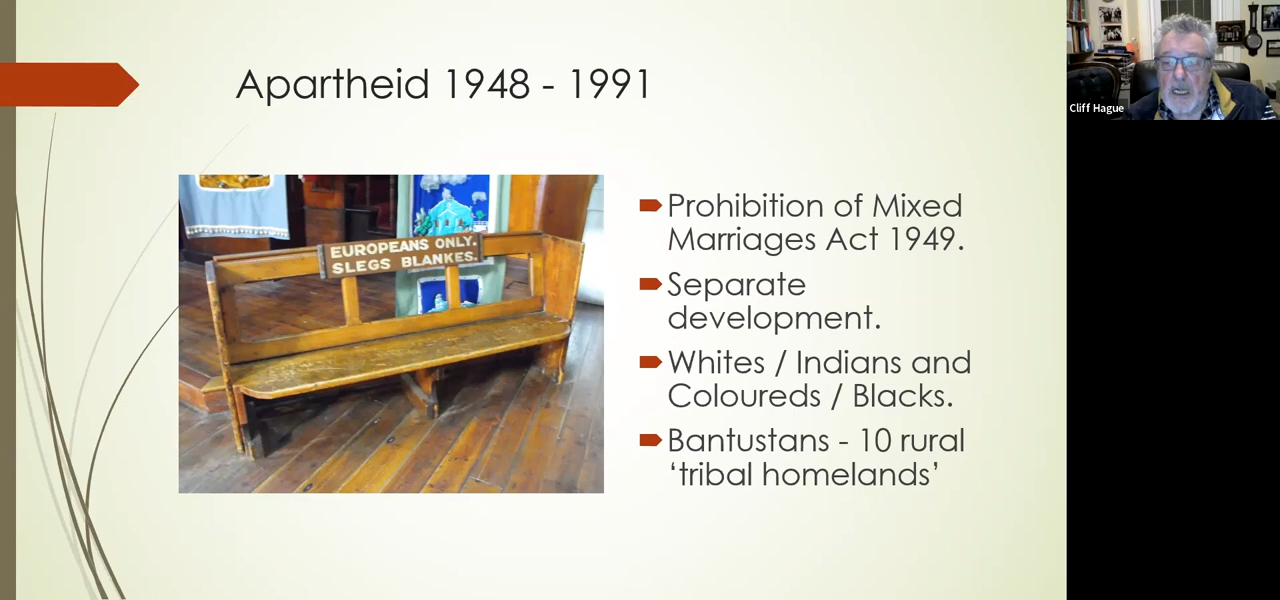 Apartheid 1948 - 1991
EUROPEANS ONLY.
SLEGS BLANKES.
Prohibition of Mixed
Marriages Act 1949.
Separate
development.
Whites / Indians and
Coloureds / Blacks.
Bantustans - 10 rural
‘tribal homelands’
Cliff Hague